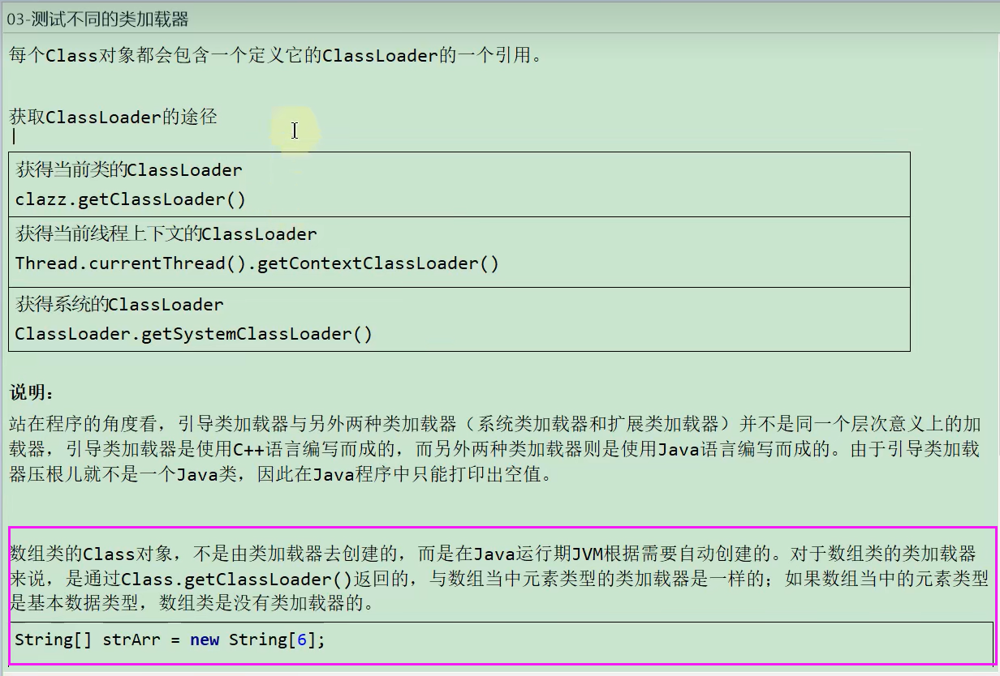 03-测试不同的类加载器
每个Class对象都会包含一个定义它的ClassLoader的一个引用。
获取ClassLoader的途径
获得当前类的ClassLoader
clazz.getClassLoader()
获得当前线程上下文的ClassLoader
Thread.currentThread().getContextClassLoader()
获得系统的ClassLoader
ClassLoader.getSystemClassLoader()
说明：
站在程序的角度看，引导类加载器与另外两种类加载器（系统类加载器和扩展类加载器）并不是同一个层次意义上的加
载器，引导类加载器是使用C++语言编写而成的，而另外两种类加载器则是使用Java语言编写而成的。由于引导类加载
器压根儿就不是一个Java类，因此在Java程序中只能打印出空值。
数组类的Class对象，不是由类加载器去创建的，而是在Java运行期JVM根据需要自动创建的。对于数组类的类加载器
来说，是通过Class.getClassLoader()返回的，与数组当中元素类型的类加载器是一样的；如果数组当中的元素类型
是基本数据类型，数组类是没有类加载器的。
String[] strArr = new String[6];